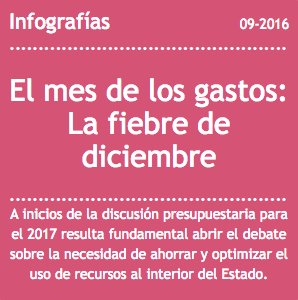 Infografías
09-2016
El mes de los gastos:
La fiebre de
diciembre
A inicios de la discusión presupuestaria para
el 2017 resulta fundamental abrir el debate
sobre la necesidad de ahorrar y optimizar el
uso de recursos al interior del Estado.